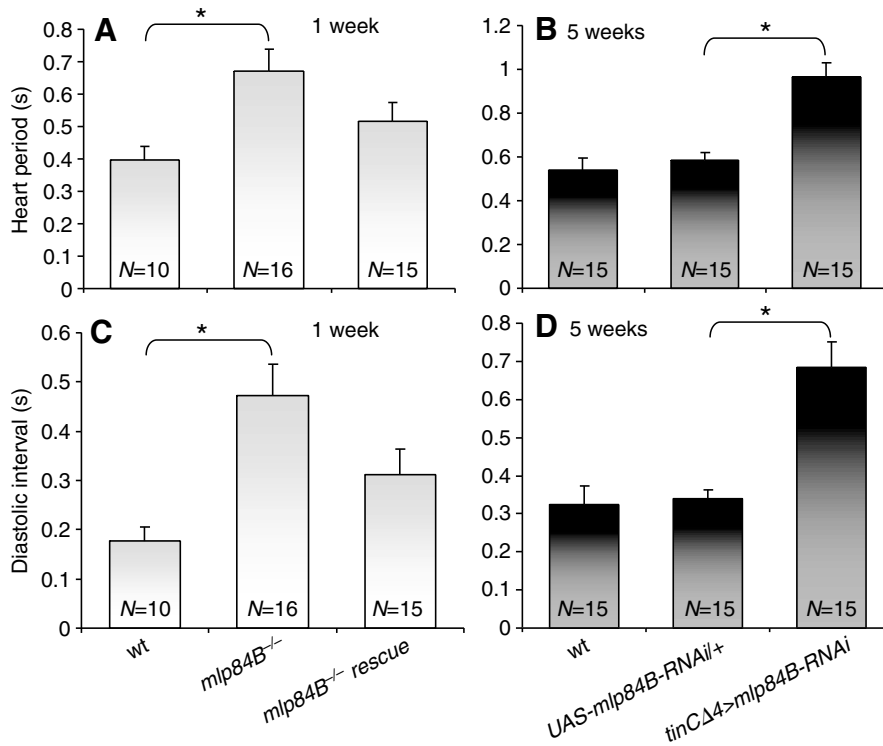 A
*
1 week
Heart period (s)
0.8
0.7
0.6
0.5
0.4
0.3
0.2
0.1
0
N=10
N=16
N=15
B
5 weeks
*
1.2
1
0.8
0.6
0.4
0.2
0
N=15
N=15
N=15
C
*
1 week
Diastolic interval (s)
0.6
0.5
0.4
0.3
0.2
0.1
0
N=10
N=16
N=15
wt
mlp84B–/–
mlp84B–/– rescue
D
5 weeks
*
0.8
0.7
0.6
0.5
0.4
0.3
0.2
0.1
0
N=15
N=15
N=15
wt
UAS-mlp84B-RNAi/+
tinCΔ4>mlp84B-RNAi